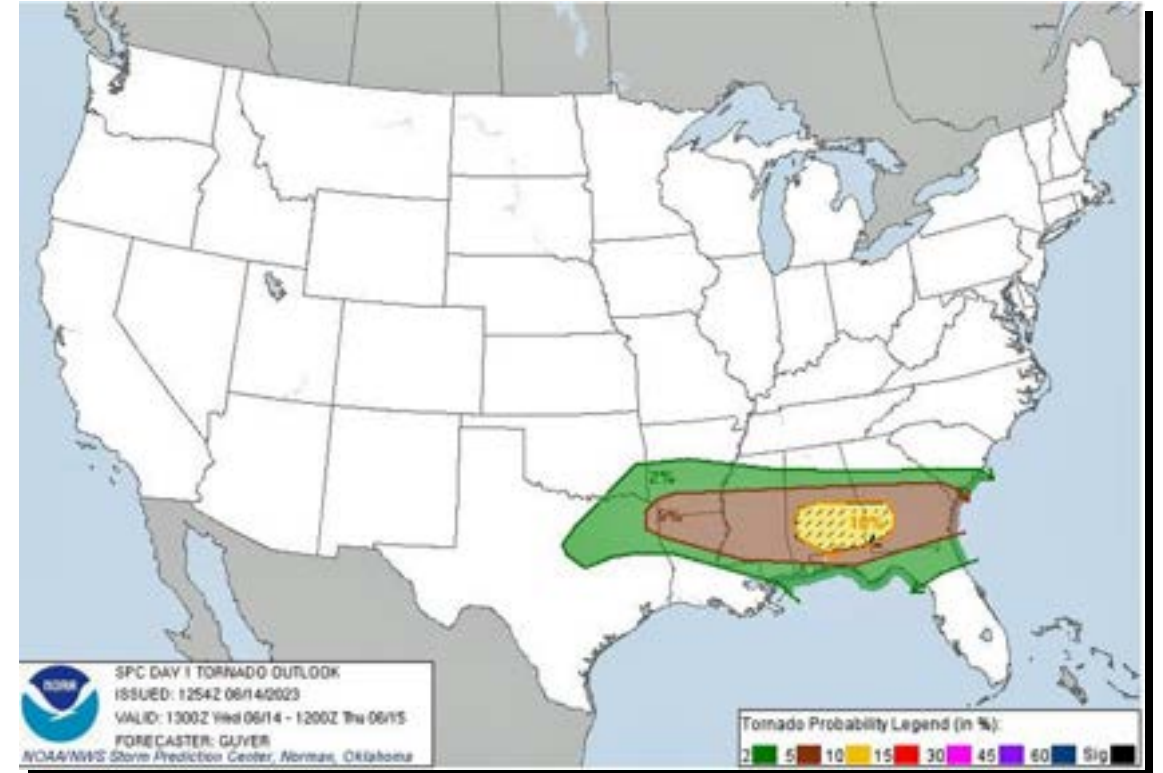 2%
5%
10%
NOAA
SPC DAY 1 TORNADO OUTLOOK
ISSUED: 1254Z 06/14/2023
VALID: 1300Z Wed 06/14 - 1200Z Thu 06/15
FORECASTER: GUYER
NOAA/NWS Storm Prediction Center, Norman, Oklahoma
Tornado Probability Legend (in %):
2 5 10 15 30 45 60 Sig